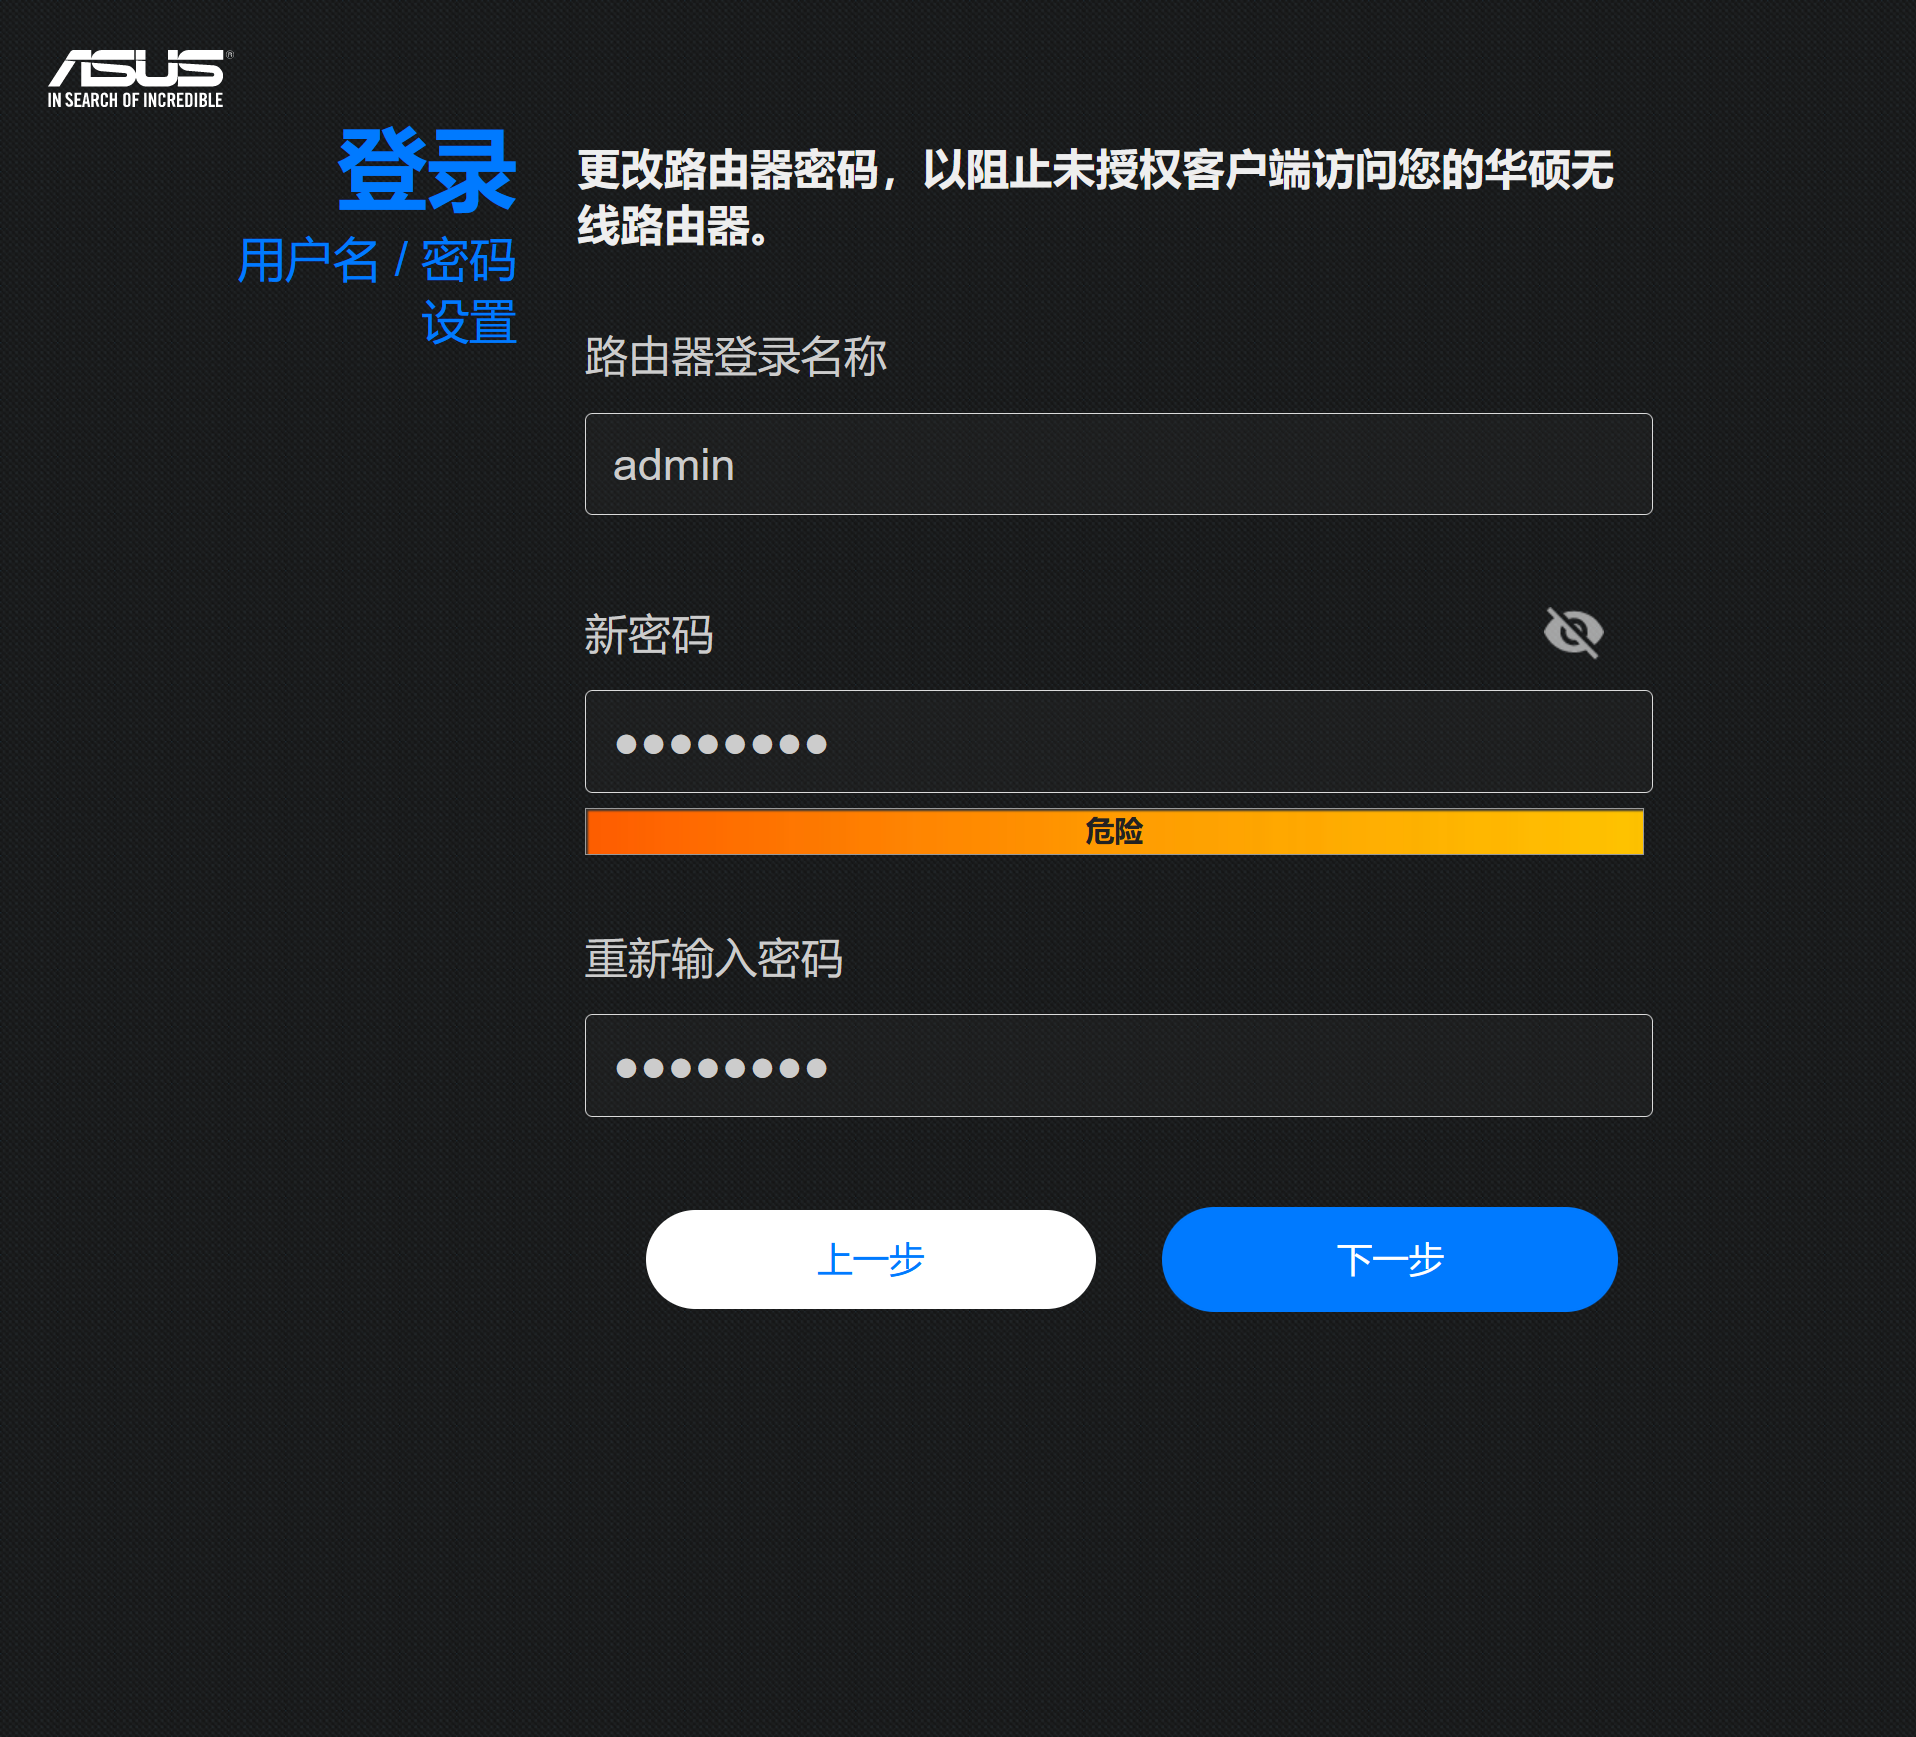 ASUS®
IN SEARCH OF INCREDIBLE
登录
用户名 / 密码
设置
更改路由器密码，以阻止未授权客户端访问您的华硕无
线路由器。
路由器登录名称
admin
新密码
危险
重新输入密码
上一步
下一步